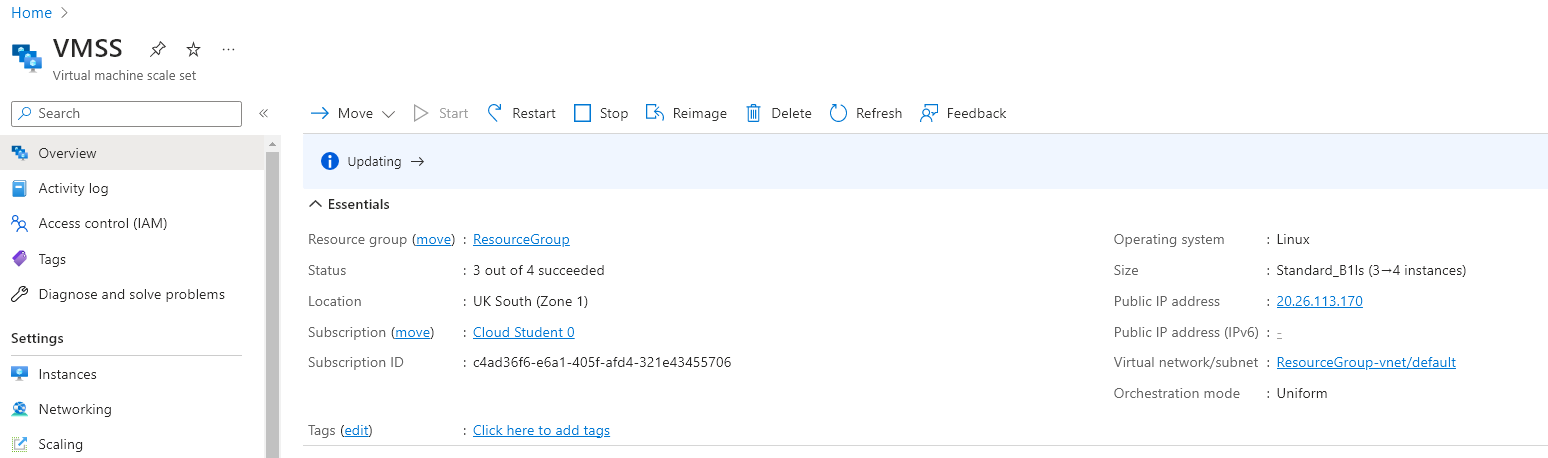 Home
VMSS
Virtual machine scale set
Search
Overview
Activity log
Access control (IAM)
Tags
Diagnose and solve problems
Settings
Instances
Networking
Scaling
Move Start Restart Stop Reimage Delete Refresh Feedback
Updating →
Essentials
Resource group (move) : ResourceGroup
Status : 3 out of 4 succeeded
Location : UK South (Zone 1)
Subscription (move) : Cloud Student 0
Subscription ID : c4ad36f6-e6a1-405f-afd4-321e43455706
Tags (edit) : Click here to add tags
Operating system : Linux
Size : Standard_B1ls (3→4 instances)
Public IP address : 20.26.113.170
Public IP address (IPv6) : -
Virtual network/subnet : ResourceGroup-vnet/default
Orchestration mode : Uniform